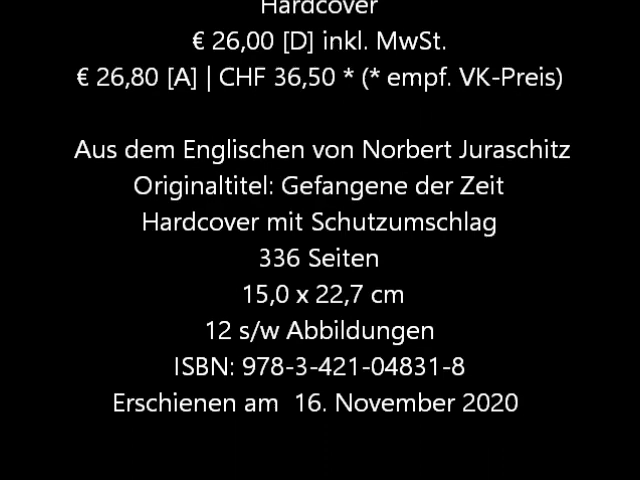 Hardcover
€ 26,00 [D] inkl. MwSt.
€ 26,80 [A] | CHF 36,50 * (* empf. VK-Preis)
Aus dem Englischen von Norbert Juraschitz
Originaltitel: Gefangene der Zeit
Hardcover mit Schutzumschlag
336 Seiten
15,0 x 22,7 cm
12 s/w Abbildungen
ISBN: 978-3-421-04831-8
Erschienen am 16. November 2020